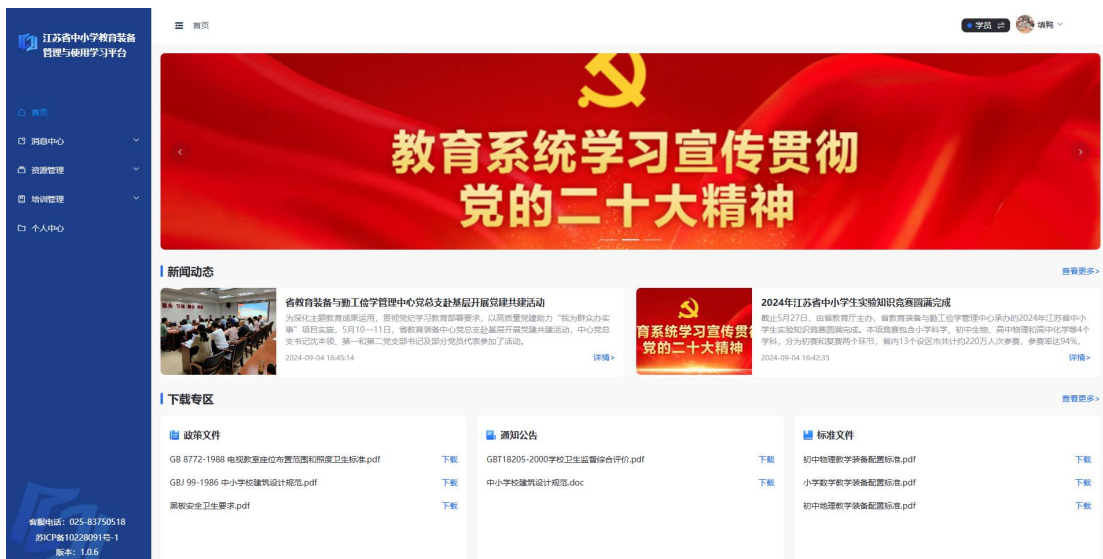 江苏省中小学教育装备
管理与使用学习平台
首页
学员
填鸭
首页
消息中心
资源管理
培训管理
个人中心
教育系统学习宣传贯彻
党的二十大精神
新闻动态
查看更多>
省教育装备与勤工俭学管理中心党总支赴基层开展党建共建活动
为深化主题教育成果运用，贯彻党纪学习教育部署要求，以高质量党建助力“我为群众办实
事”项目实施，5月10—11日，省教育装备中心党总支赴基层开展党建共建活动，中心党总
支书记沈本领、第一和第二党支部书记及部分党员代表参加了活动。
2024-09-04 16:45:14
详情>
育系统学习宣传贯
党的二十大精神
2024年江苏省中小学生实验知识竞赛圆满完成
截止5月27日，由省教育厅主办、省教育装备与勤工俭学管理中心承办的2024年江苏省中小
学生实验知识竞赛圆满完成。本项竞赛包含小学科学、初中生物、高中物理和高中化学等4个
学科，分为初赛和复赛两个环节，省内13个设区市共计约220万人次参赛，参赛率达94%，
2024-09-04 16:42:35
详情>
下载专区
查看更多>
政策文件
GB 8772-1988 电视教室座位布置范围和照度卫生标准.pdf 下载
GBJ 99-1986 中小学校建筑设计规范.pdf 下载
黑板安全卫生要求.pdf 下载
通知公告
GBT18205-2000学校卫生监督综合评价.pdf 下载
中小学校建筑设计规范.doc 下载
标准文件
初中物理教学装备配置标准.pdf 下载
小学数学教学装备配置标准.pdf 下载
初中地理教学装备配置标准.pdf 下载
客服电话：025-83750518
苏ICP备10228091号-1
版本：1.0.6